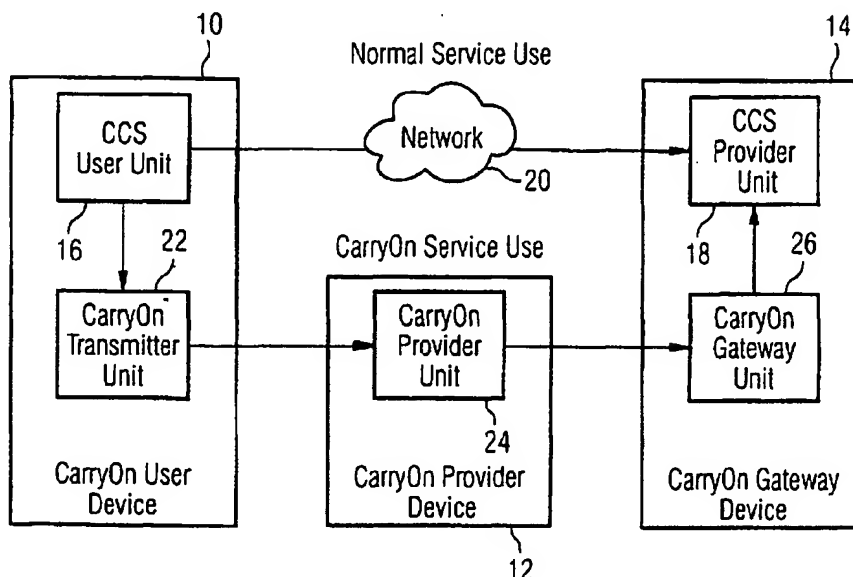 10
Normal Service Use
14
CCS
User Unit
Network
CCS
Provider
Unit
20
16
22
CarryOn Service Use
18
26
CarryOn
Transmitter
Unit
CarryOn
Provider
Unit
CarryOn
Gateway
Unit
24
CarryOn User
Device
CarryOn Provider
Device
CarryOn Gateway
Device
12